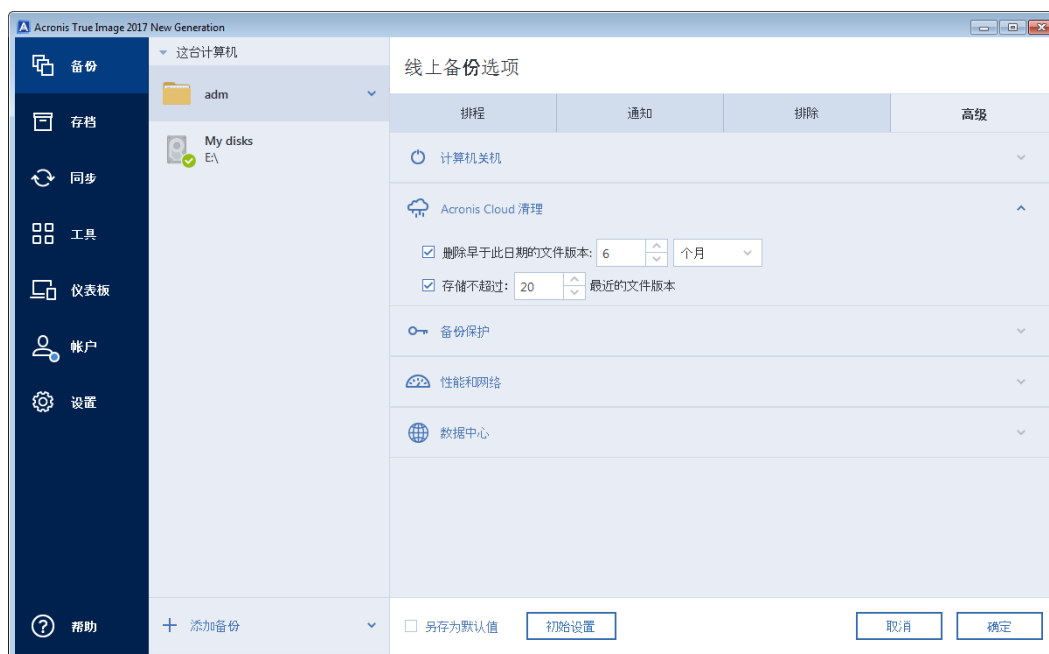 Acronis True Image 2017 New Generation
备份
存档
同步
工具
仪表板
帐户
设置
帮助
这台计算机
adm
My disks
E:\
添加备份
线上备份选项
排程 通知 排除 高级
计算机关机
Acronis Cloud 清理
删除早于此日期的文件版本: 6 个月
存储不超过: 20 最近的文件版本
备份保护
性能和网络
数据中心
另存为默认值 初始设置 取消 确定